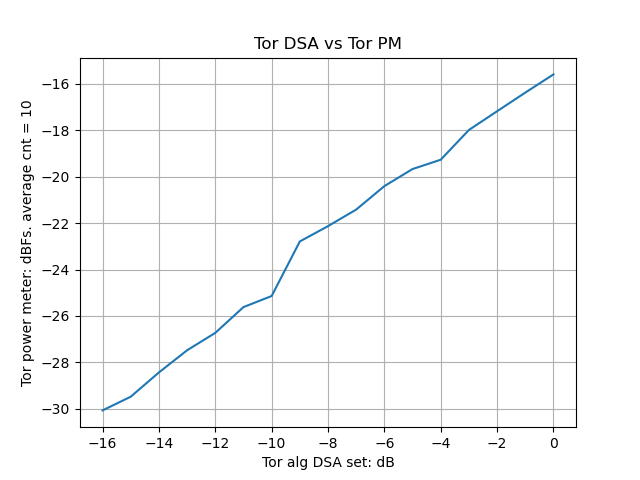 Tor DSA vs Tor PM
Tor power meter: dBFs. average cnt = 10
−16
−18
−20
−22
−24
−26
−28
−30
−16 −14 −12 −10 −8 −6 −4 −2 0
Tor alg DSA set: dB